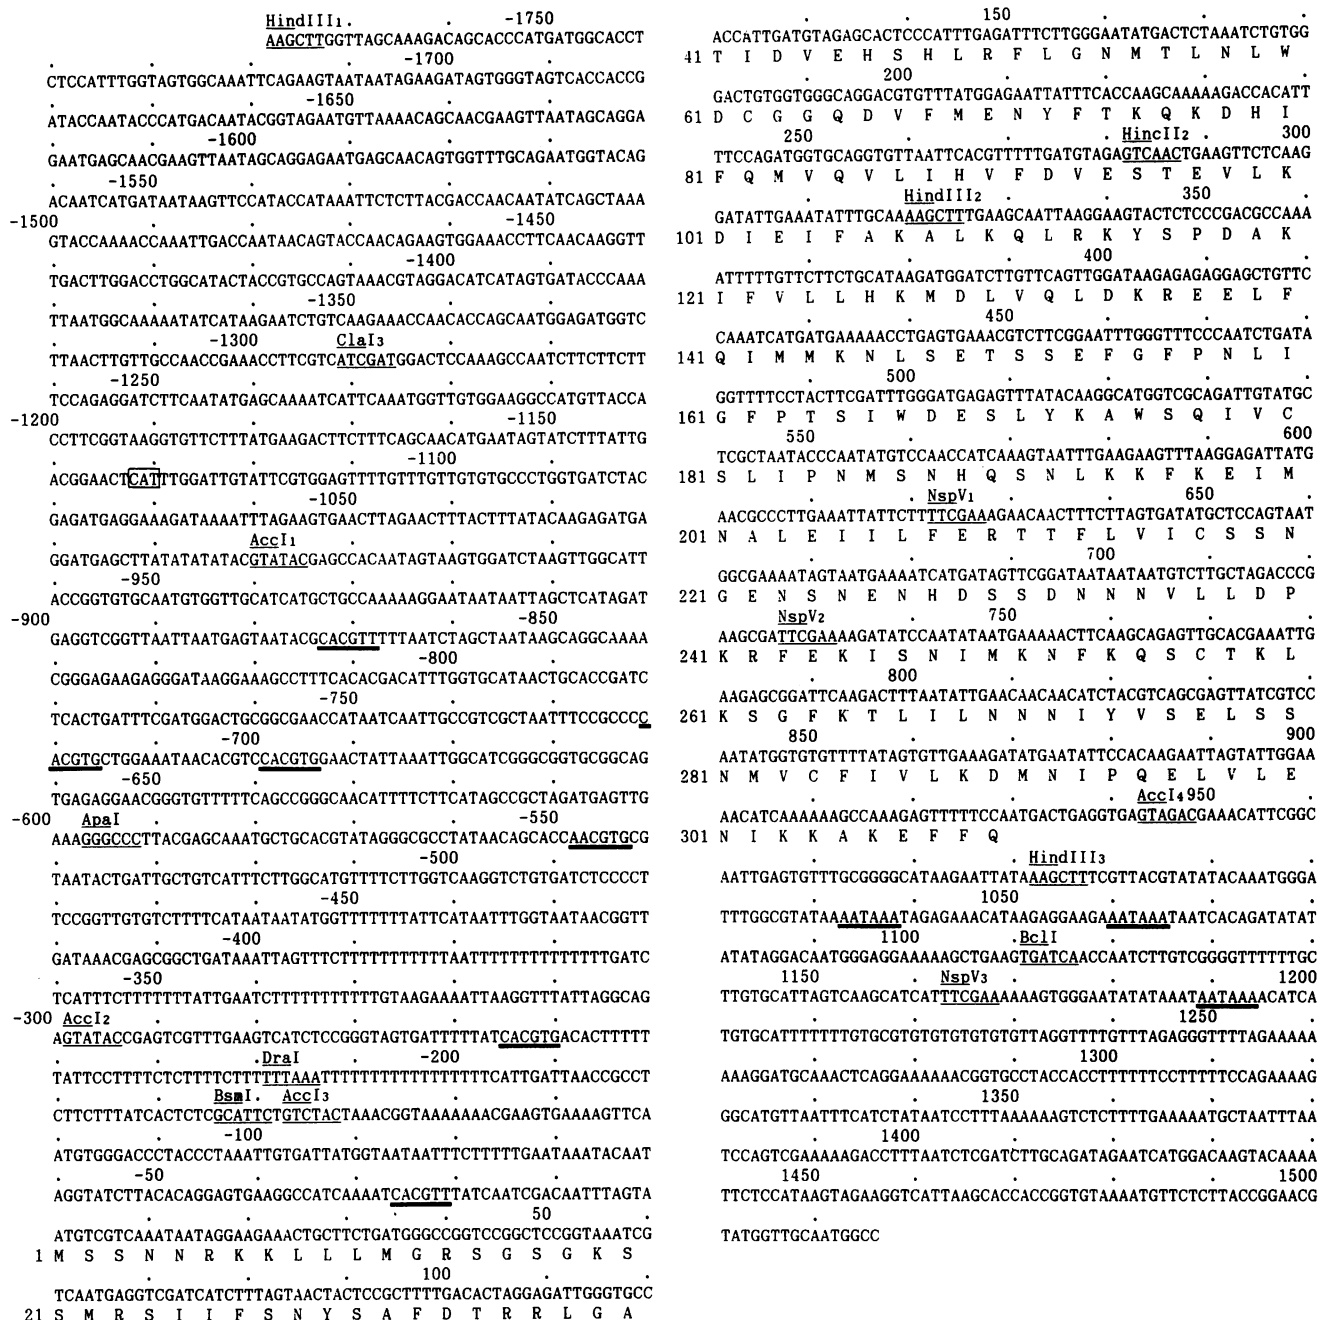 HindIII1 -1750
AAGCTTGGTTAGCAAAGACAGCACCCATGATGGCACCT
-1700
CTCCATTTGGTAGTGGCAAATTCAGAAGTAATAATAGAAGATAGTGGGTAGTCACCACCG
-1650
ATACCAATACCCATGACAATACGGTAGAATGTTAAAACAGCAACGAAGTTAATAGCAGGA
-1600
GAATGAGCAACGAAGTTAATAGCAGGAGAATGAGCAACAGTGGTTTGCAGAATGGTACAG
-1550
ACAATCATGATAATAAGTTCCATACCATAAATTCTCTTACGACCAACAATATCAGCTAAA
-1500 -1450
GTACCAAAACCAAATTGACCAATAACAGTACCAACAGAAGTGGAAACCTTCAACAAGGTT
-1400
TGACTTGGACCTGGCATACTACCGTGCCAGTAAACGTAGGACATCATAGTGATACCCAAA
-1350
TTAATGGCAAAAATATCATAAGAATCTGTCAAGAAACCAACACCAGCAATGGAGATGGTC
-1300 ClaI3
TTAACTTGTTGCCAACCGAAACCTTCGTCATCGATGGACTCCAAAGCCAATCTTCTTCTT
-1250
TCCAGAGGATCTTCAATATGAGCAAAATCATTCAAATGGTTGTGGAAGGCCATGTTACCA
-1200 -1150
CCTTCGGTAAGGTGTTCTTTATGAAGACTTCTTTCAGCAACATGAATAGTATCTTTATTG
-1100
ACGGAACTCATTTGGATTGTATTCGTGGAGTTTTGTTTGTTGTGTGCCCTGGTGATCTAC
-1050
GAGATGAGGAAAGATAAAATTTAGAAGTGAACTTAGAACTTTACTTTATACAAGAGATGA
AccI1
GGATGAGCTTATATATATACGTATACGAGCCACAATAGTAAGTGGATCTAAGTTGGCATT
-950
ACCGGTGTGCAATGTGGTTGCATCATGCTGCCAAAAAGGAATAATAATTAGCTCATAGAT
-900 -850
GAGGTCGGTTAATTAATGAGTAATACGCACGTTTTTAATCTAGCTAATAAGCAGGCAAAA
-800
CGGGAGAAGAGGGATAAGGAAAGCCTTTCACACGACATTTGGTGCATAACTGCACCGATC
-750
TCACTGATTTCGATGGACTGCGGCGAACCATAATCAATTGCCGTCGCTAATTTCCGCCCC
-700
ACGTGCTGGAAATAACACGTCCACGTGGAACTATTAAATTGGCATCGGGCGGTGCGGCAG
-650
TGAGAGGAACGGGTGTTTTTCAGCCGGGCAACATTTTCTTCATAGCCGCTAGATGAGTTG
-600 ApaI -550
AAAGGGCCCTTACGAGCAAATGCTGCACGTATAGGGCGCCTATAACAGCACCAACGTGCG
-500
TAATACTGATTGCTGTCATTTCTTGGCATGTTTTCTTGGTCAAGGTCTGTGATCTCCCCT
-450
TCCGGTTGTGTCTTTTCATAATAATATGGTTTTTTTATTCATAATTTGGTAATAACGGTT
-400
GATAAACGAGCGGCTGATAAATTAGTTTCTTTTTTTTTTAATTTTTTTTTTTTTTTGATC
-350
TCATTTCTTTTTTTATTGAATCTTTTTTTTTTTGTAAGAAAATTAAGGTTTATTAGGCAG
-300 AccI2
AGTATACCGAGTCGTTTGAAGTCATCTCCGGGTAGTGATTTTTATCACGTGACACTTTTT
DraI -200
TATTCCTTTTCTCTTTTCTTTTTTAAATTTTTTTTTTTTTTTTTCATTGATTAACCGCCT
BsmI AccI3
CTTCTTTATCACTCTCGCATTCTGTCTACTAAACGGTAAAAAAACGAAGTGAAAAGTTCA
-100
ATGTGGGACCCTACCCTAAATTGTGATTATGGTAATAATTTCTTTTTGAATAAATACAAT
-50
AGGTATCTTACACAGGAGTGAAGGCCATCAAAATCACGTTTATCAATCGACAATTTAGTA
50
ATGTCGTCAAATAATAGGAAGAAACTGCTTCTGATGGGCCGGTCCGGCTCCGGTAAATCG
1 M S S N N R K K L L L M G R S G S G K S
100
TCAATGAGGTCGATCATCTTTAGTAACTACTCCGCTTTTGACACTAGGAGATTGGGTGCC
21 S M R S I I F S N Y S A F D T R R L G A
150
ACCATTGATGTAGAGCACTCCCATTTGAGATTTCTTGGGAATATGACTCTAAATCTGTGG
41 T I D V E H S H L R F L G N M T L N L W
200
GACTGTGGTGGGCAGGACGTGTTTATGGAGAATTATTTCACCAAGCAAAAAGACCACATT
61 D C G G Q D V F M E N Y F T K Q K D H I
250 HincII2 300
TTCCAGATGGTGCAGGTGTTAATTCACGTTTTTGATGTAGAGTCAACTGAAGTTCTCAAG
81 F Q M V Q V L I H V F D V E S T E V L K
HindIII2 350
GATATTGAAATATTTGCAAAAGCTTTGAAGCAATTAAGGAAGTACTCTCCCGACGCCAAA
101 D I E I F A K A L K Q L R K Y S P D A K
400
ATTTTTGTTCTTCTGCATAAGATGGATCTTGTTCAGTTGGATAAGAGAGAGGAGCTGTTC
121 I F V L L H K M D L V Q L D K R E E L F
450
CAAATCATGATGAAAAACCTGAGTGAAACGTCTTCGGAATTTGGGTTTCCCAATCTGATA
141 Q I M M K N L S E T S S E F G F P N L I
500
GGTTTTCCTACTTCGATTTGGGATGAGAGTTTATACAAGGCATGGTCGCAGATTGTATGC
161 G F P T S I W D E S L Y K A W S Q I V C
550 600
TCGCTAATACCCAATATGTCCAACCATCAAAGTAATTTGAAGAAGTTTAAGGAGATTATG
181 S L I P N M S N H Q S N L K K F K E I M
NspV1 650
AACGCCCTTGAAATTATTCTTTTCGAAAGAACAACTTTCTTAGTGATATGCTCCAGTAAT
201 N A L E I I L F E R T T F L V I C S S N
700
GGCGAAAATAGTAATGAAAATCATGATAGTTCGGATAATAATAATGTCTTGCTAGACCCG
221 G E N S N E N H D S S D N N N V L L D P
NspV2 750
AAGCGATTCGAAAAGATATCCAATATAATGAAAAACTTCAAGCAGAGTTGCACGAAATTG
241 K R F E K I S N I M K N F K Q S C T K L
800
AAGAGCGGATTCAAGACTTTAATATTGAACAACAACATCTACGTCAGCGAGTTATCGTCC
261 K S G F K T L I L N N N I Y V S E L S S
850 900
AATATGGTGTGTTTTATAGTGTTGAAAGATATGAATATTCCACAAGAATTAGTATTGGAA
281 N M V C F I V L K D M N I P Q E L V L E
AccI4 950
AACATCAAAAAAGCCAAAGAGTTTTTCCAATGACTGAGGTGAGTAGACGAAACATTCGGC
301 N I K K A K E F F Q
HindIII3
AATTGAGTGTTTGCGGGGCATAAGAATTATAAAGCTTTCGTTACGTATATACAAATGGGA
1050
TTTGGCGTATAAAATAAATAGAGAAACATAAGAGGAAGAAATAAATAATCACAGATATAT
1100 BclI
ATATAGGACAATGGGAGGAAAAAGCTGAAGTGATCAACCAATCTTGTCGGGGTTTTTTGC
1150 NspV3 1200
TTGTGCATTAGTCAAGCATCATTTCGAAAAAAGTGGGAATATATAAATAATAAAACATCA
1250
TGTGCATTTTTTTGTGCGTGTGTGTGTGTGTTAGGTTTTGTTTAGAGGGTTTTAGAAAAA
1300
AAAGGATGCAAACTCAGGAAAAAACGGTGCCTACCACCTTTTTTCCTTTTTCCAGAAAAG
1350
GGCATGTTAATTTCATCTATAATCCTTTAAAAAAGTCTCTTTTGAAAAATGCTAATTTAA
1400
TCCAGTCGAAAAAGACCTTTAATCTCGATCTTGCAGATAGAATCATGGACAAGTACAAAA
1450 1500
TTCTCCATAAGTAGAAGGTCATTAAGCACCACCGGTGTAAAATGTTCTCTTACCGGAACG
TATGGTTGCAATGGCC